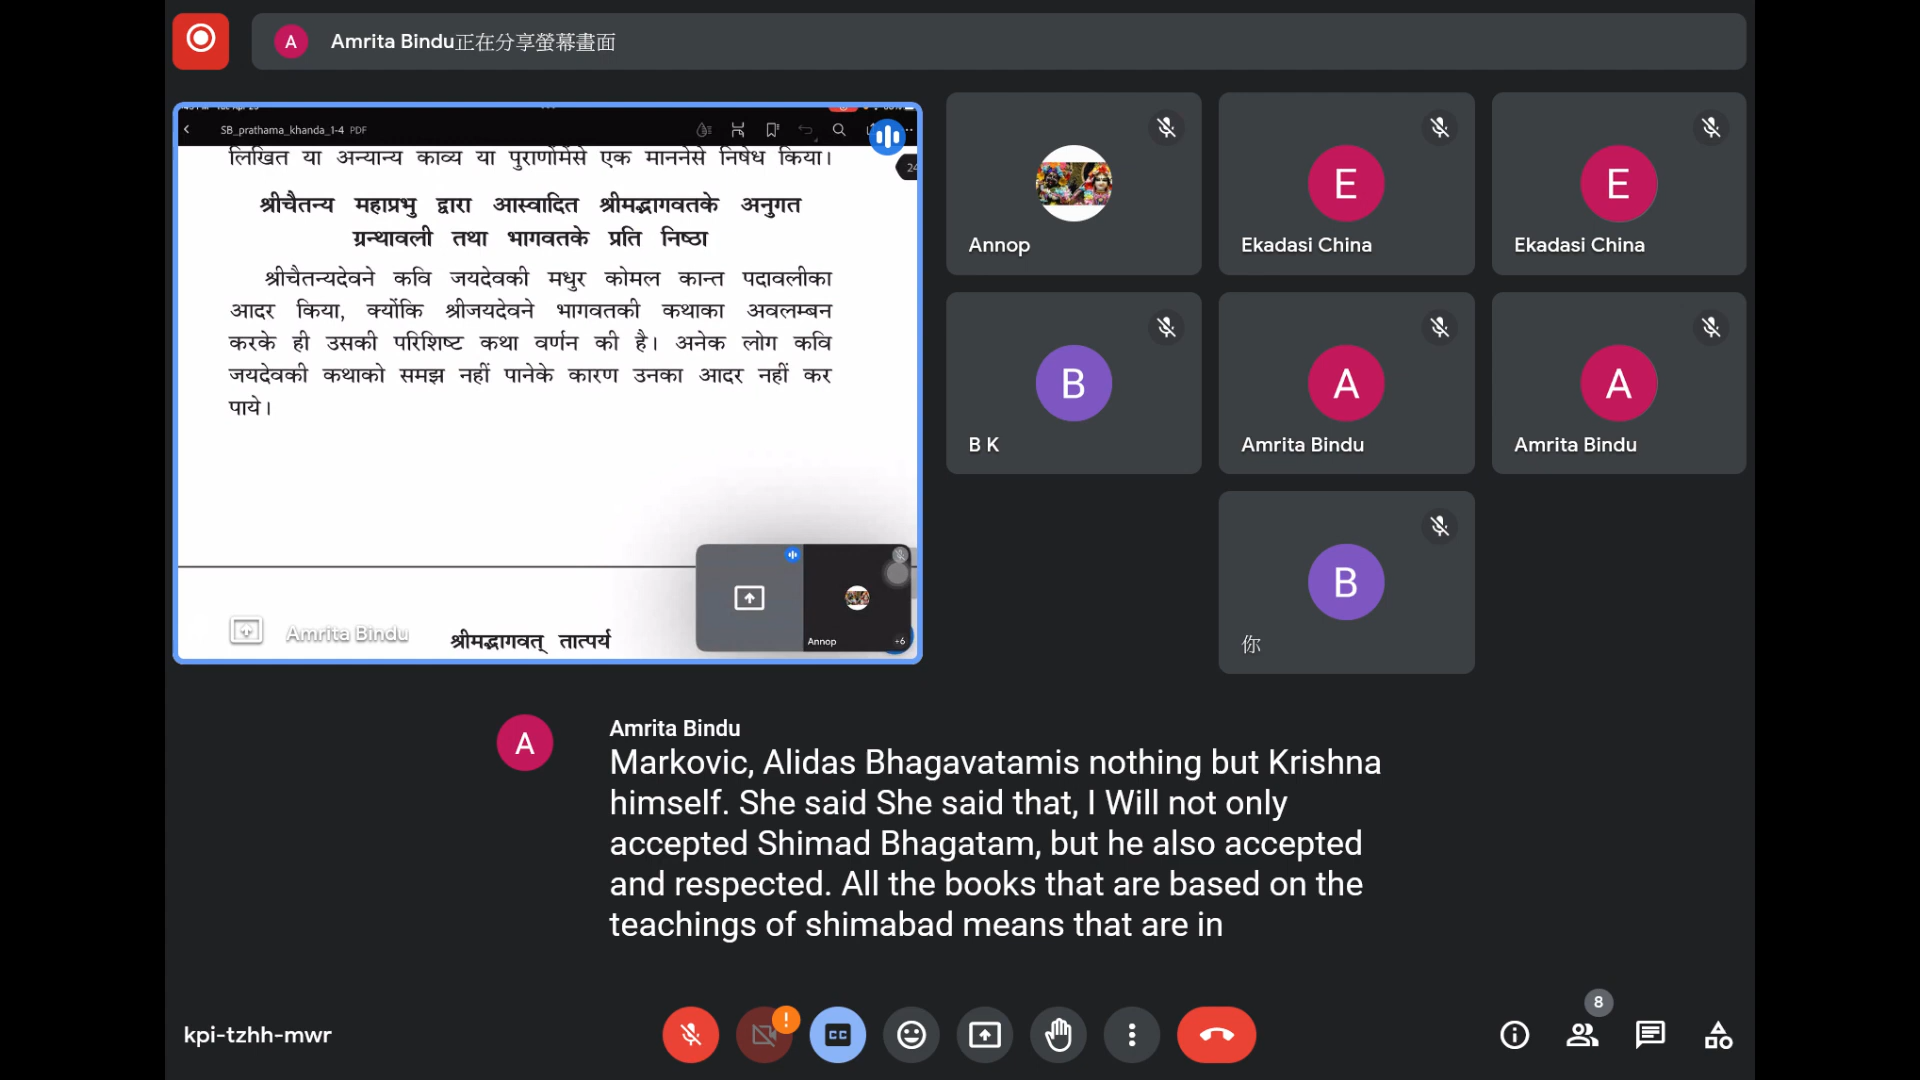 A Amrita Bindu正在分享螢幕畫面
SB_prathama_khanda_1-4 PDF
लिखित या अन्यान्य काव्य या पुराणोंमेंसे एक माननेसे निषेध किया।
24
श्रीचैतन्य महाप्रभु द्वारा आस्वादित श्रीमद्भागवतके अनुगत
ग्रन्थावली तथा भागवतके प्रति निष्ठा
श्रीचैतन्यदेवने कवि जयदेवकी मधुर कोमल कान्त पदावलीका
आदर किया, क्योंकि श्रीजयदेवने भागवतकी कथाका अवलम्बन
करके ही उसकी परिशिष्ट कथा वर्णन की है। अनेक लोग कवि
जयदेवकी कथाको समझ नहीं पानेके कारण उनका आदर नहीं कर
पाये।
Amrita Bindu
श्रीमद्भागवत् तात्पर्य
Annop
+6
Annop
E
Ekadasi China
E
Ekadasi China
B
B K
A
Amrita Bindu
A
Amrita Bindu
B
你
A
Amrita Bindu
Markovic, Alidas Bhagavatamis nothing but Krishna
himself. She said She said that, I Will not only
accepted Shimad Bhagatam, but he also accepted
and respected. All the books that are based on the
teachings of shimabad means that are in
kpi-tzhh-mwr
!
CC
8